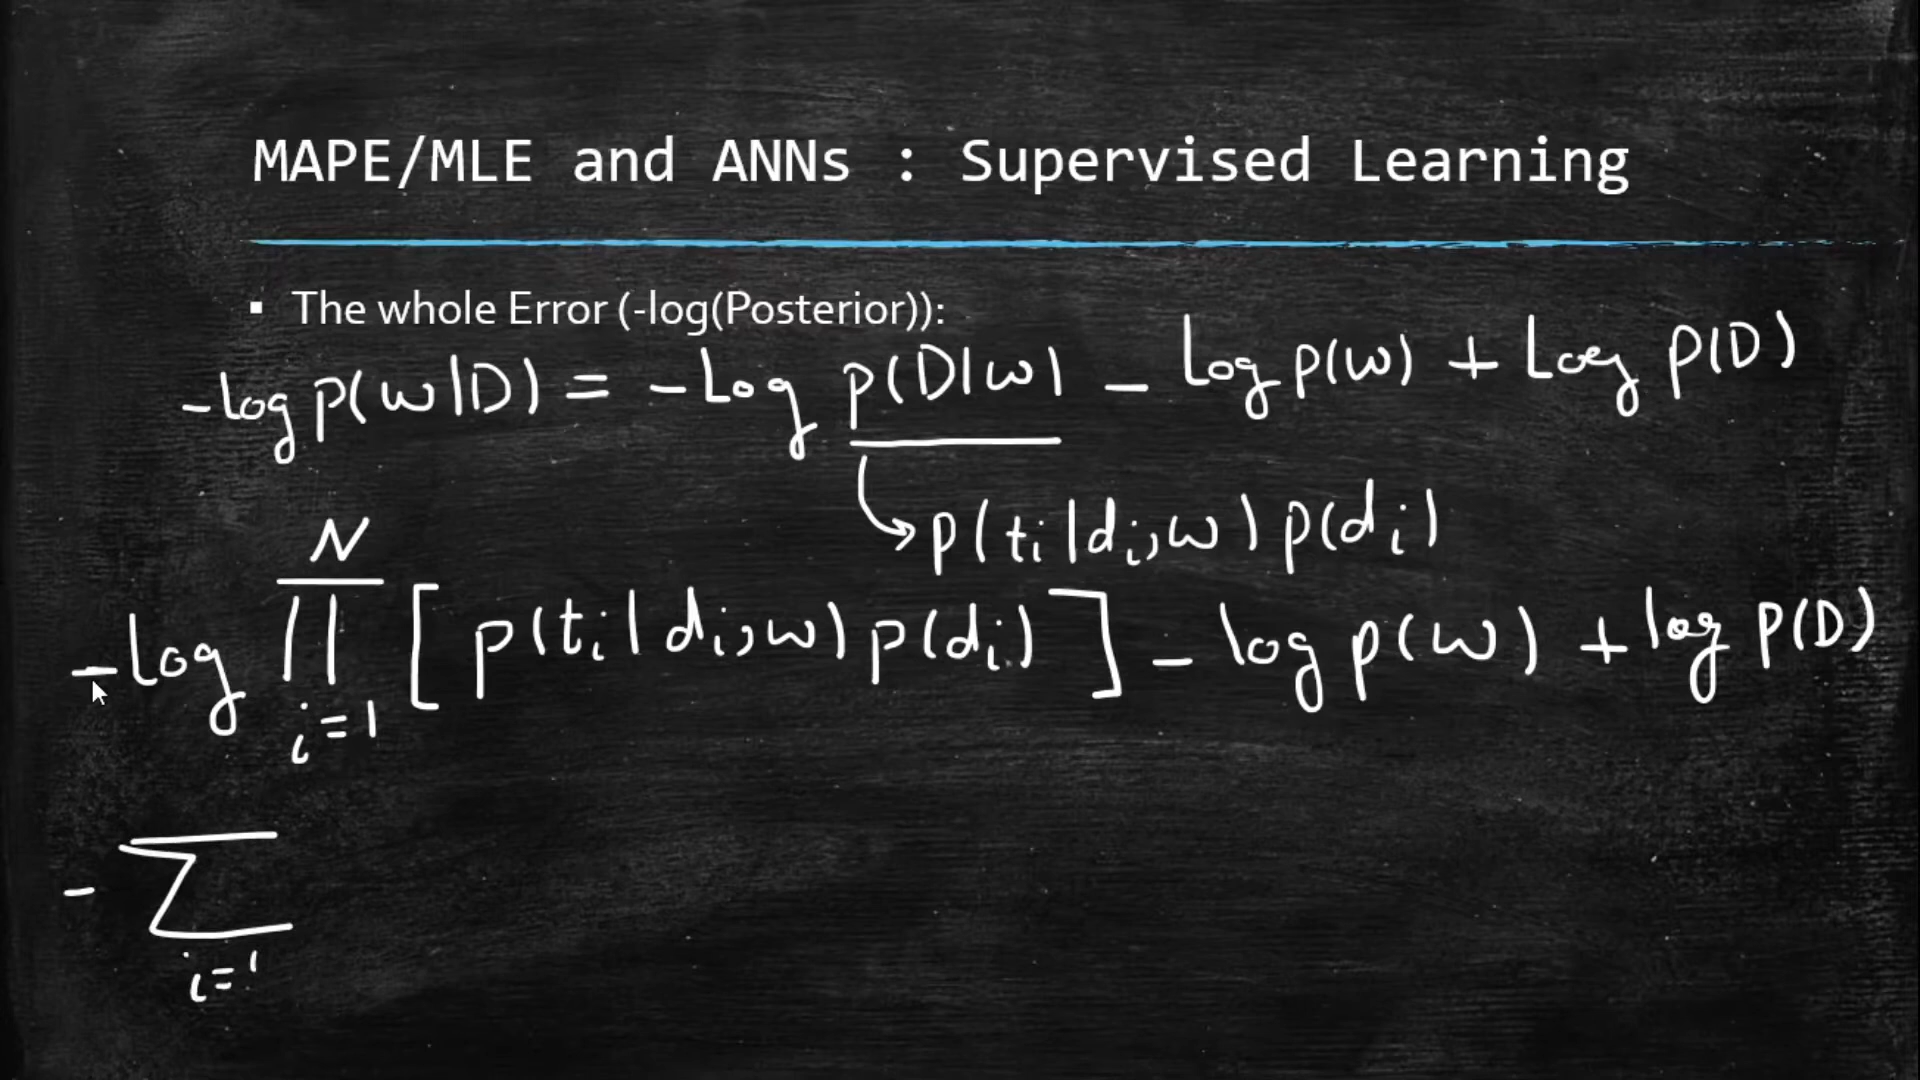 MAPE/MLE and ANNs : Supervised Learning
▪ The whole Error (-log(Posterior)):
-log p(w|D) = -Log p(D|w) - Log p(w) + Log p(D)
p(ti|di,w) p(di)
N
-log ∏ [ p(ti|di,w) p(di) ] - log p(w) + log p(D)
i=1
- ∑
i=1